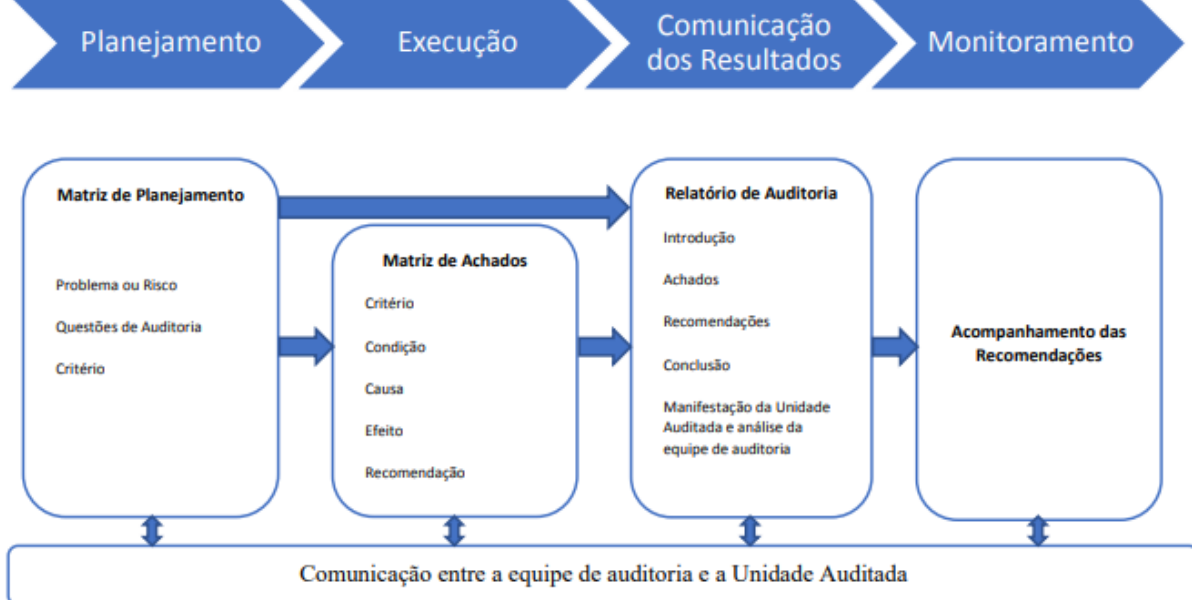 Planejamento
Execução
Comunicação
dos Resultados
Monitoramento
Matriz de Planejamento
Problema ou Risco
Questões de Auditoria
Critério
Matriz de Achados
Critério
Condição
Causa
Efeito
Recomendação
Relatório de Auditoria
Introdução
Achados
Recomendações
Conclusão
Manifestação da Unidade
Auditada e análise da
equipe de auditoria
Acompanhamento das
Recomendações
Comunicação entre a equipe de auditoria e a Unidade Auditada